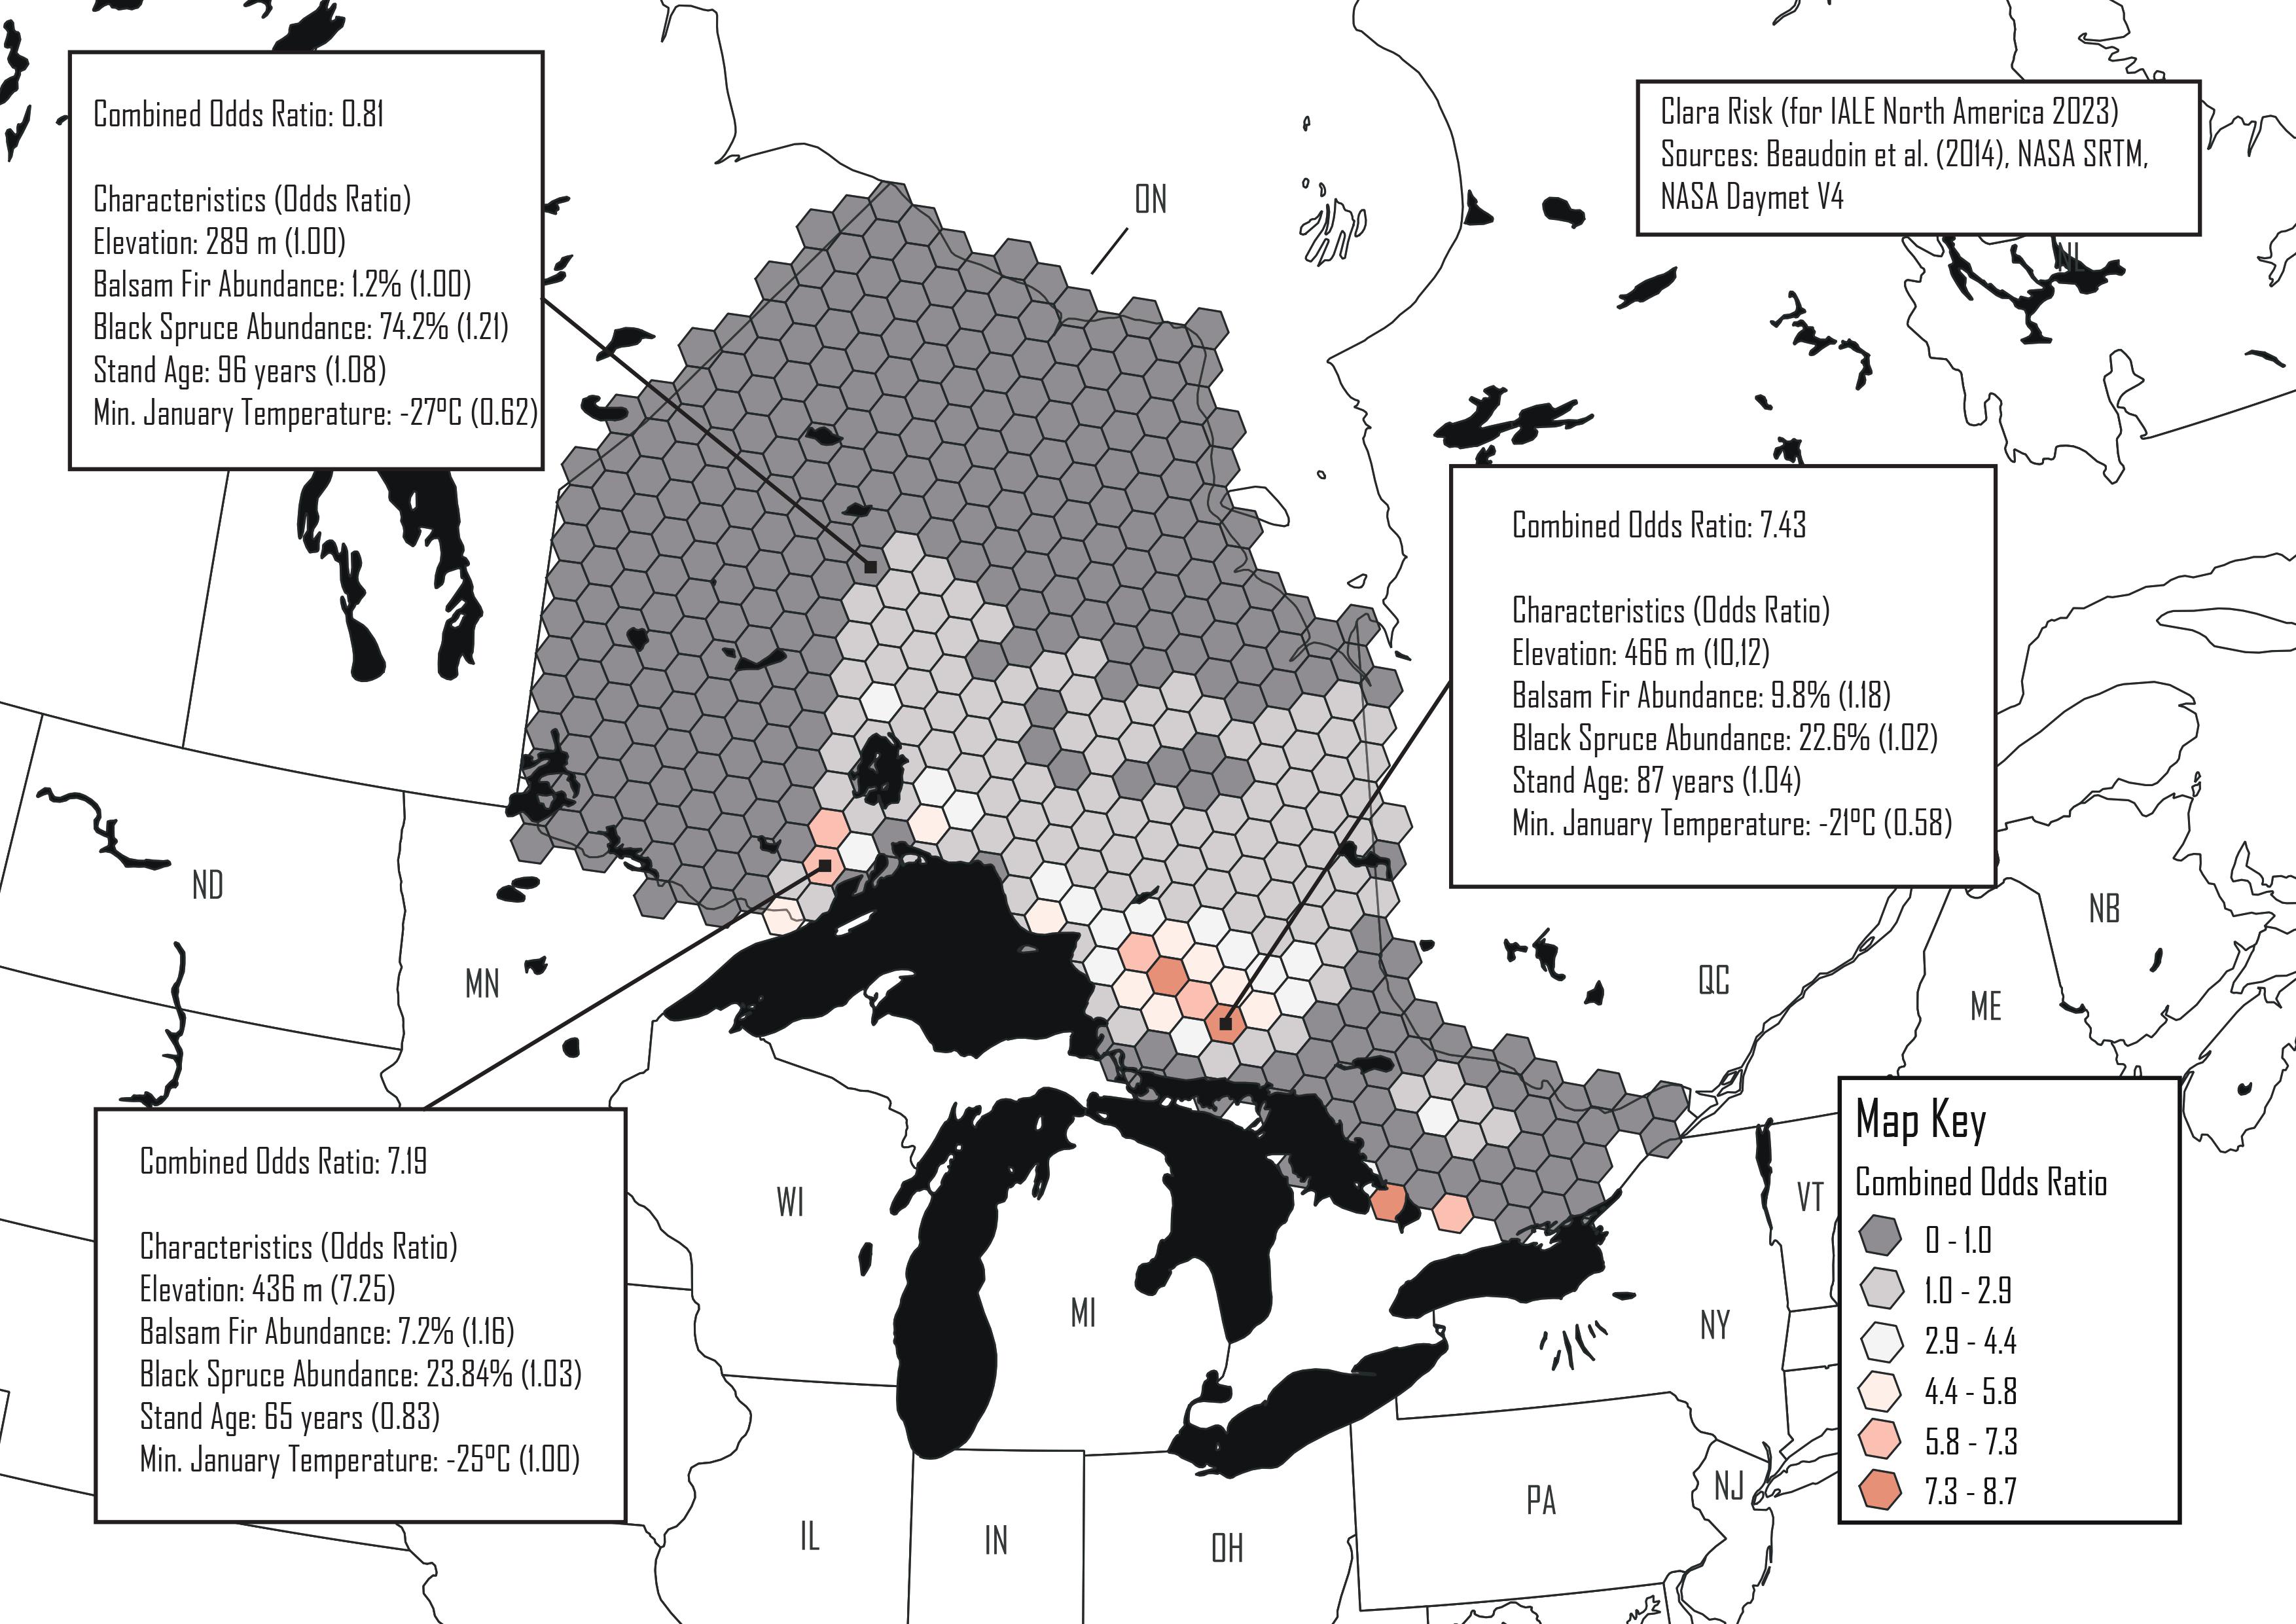 Combined Odds Ratio: 0.81
Characteristics (Odds Ratio)
Elevation: 289 m (1.00)
Balsam Fir Abundance: 1.2% (1.00)
Black Spruce Abundance: 74.2% (1.21)
Stand Age: 96 years (1.08)
Min. January Temperature: -27ºC (0.62)
ON
Clara Risk (for IALE North America 2023)
Sources: Beaudoin et al. (2014), NASA SRTM,
NASA Daymet V4
NL
Combined Odds Ratio: 7.43
Characteristics (Odds Ratio)
Elevation: 466 m (10,12)
Balsam Fir Abundance: 9.8% (1.18)
Black Spruce Abundance: 22.6% (1.02)
Stand Age: 87 years (1.04)
Min. January Temperature: -21ºC (0.58)
ND
MN
QC
NB
ME
Combined Odds Ratio: 7.19
Characteristics (Odds Ratio)
Elevation: 436 m (7.25)
Balsam Fir Abundance: 7.2% (1.16)
Black Spruce Abundance: 23.84% (1.03)
Stand Age: 65 years (0.83)
Min. January Temperature: -25ºC (1.00)
WI
MI
VT
NY
IL
IN
OH
PA
NJ
Map Key
Combined Odds Ratio
0 - 1.0
1.0 - 2.9
2.9 - 4.4
4.4 - 5.8
5.8 - 7.3
7.3 - 8.7